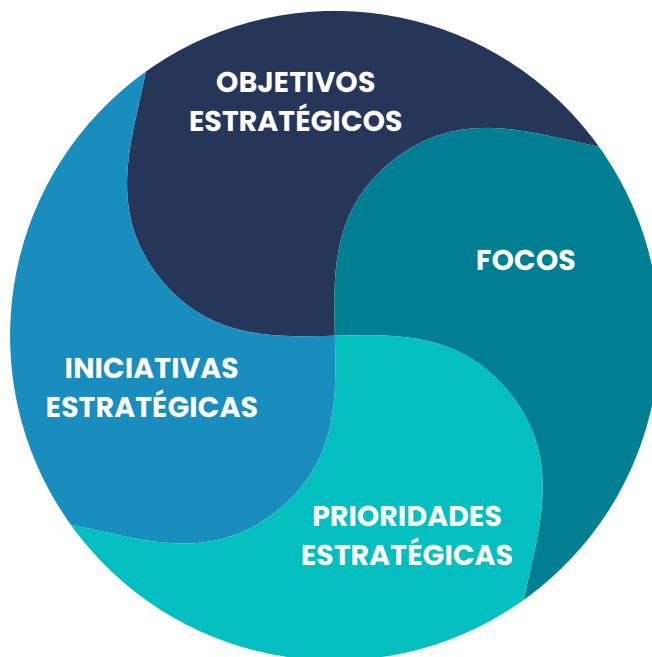 OBJETIVOS
ESTRATÉGICOS
FOCOS
INICIATIVAS
ESTRATÉGICAS
PRIORIDADES
ESTRATÉGICAS